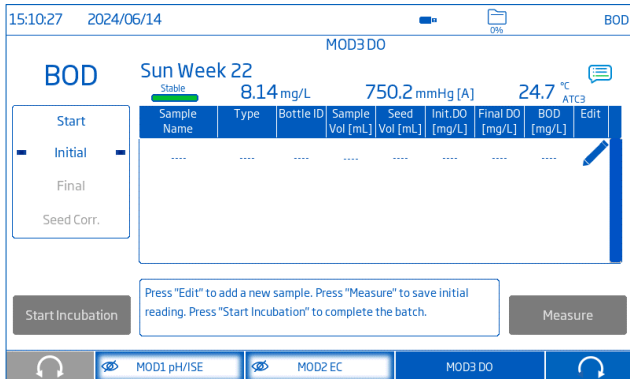 15:10:27 2024/06/14 0% BOD
MOD3 DO
BOD
Sun Week 22
Stable 8.14 mg/L 750.2 mmHg [A] 24.7 °C ATC3
Start
Initial
Final
Seed Corr.
Sample Name Type Bottle ID Sample Vol [mL] Seed Vol [mL] Init.DO [mg/L] Final DO [mg/L] BOD [mg/L] Edit
---- ---- ---- ---- ---- ---- ---- ----
Press "Edit" to add a new sample. Press "Measure" to save initial
reading. Press "Start Incubation" to complete the batch.
Start Incubation
Measure
MOD1 pH/ISE MOD2 EC MOD3 DO